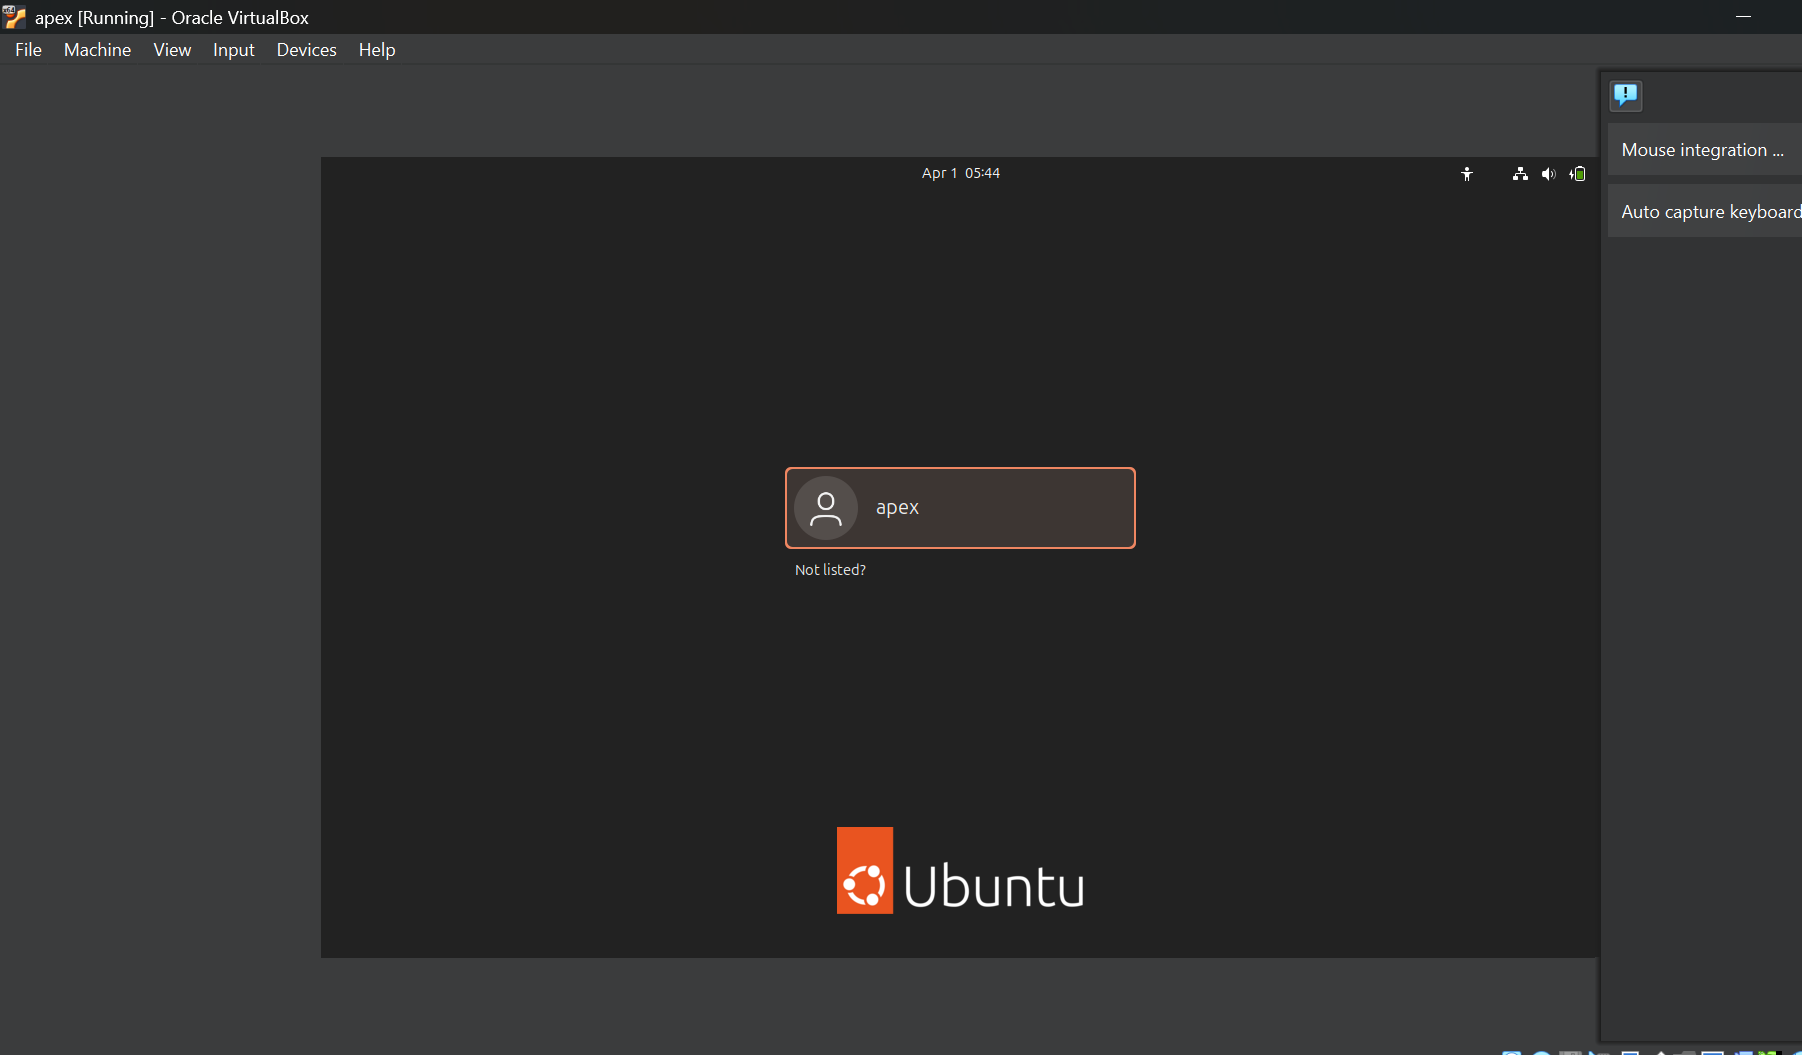 apex [Running] - Oracle VirtualBox
File Machine View Input Devices Help
Mouse integration ...
Auto capture keyboard
Apr 1 05:44
apex
Not listed?
Ubuntu